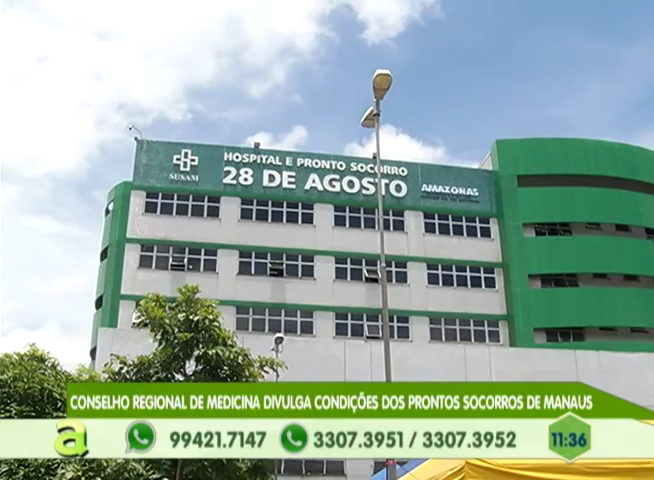 HOSPITAL E PRONTO SOCORRO
28 DE AGOSTO
SUSAM
AMAZONAS
CONSELHO REGIONAL DE MEDICINA DIVULGA CONDIÇÕES DOS PRONTOS SOCORROS DE MANAUS
a 99421.7147 3307.3951 / 3307.3952 11:36